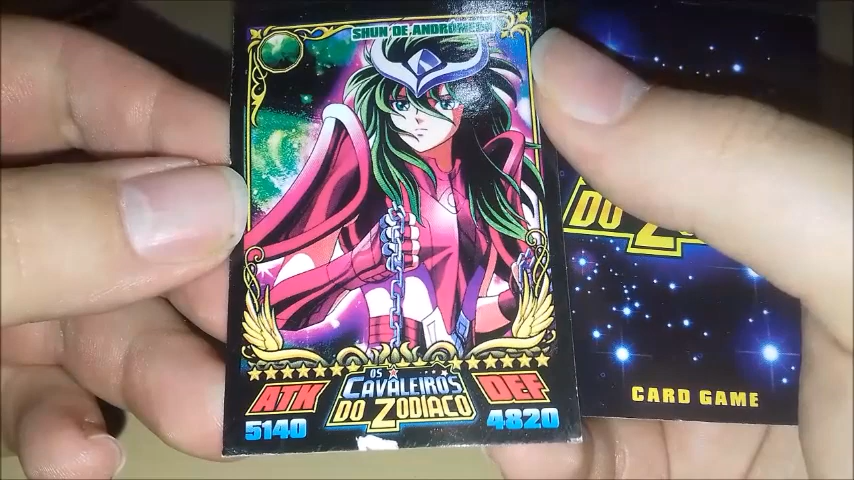 SHUN DE ANDRÔMEDA
ATK
OS
CAVALEIROS
DO ZODÍACO
DEF
5140
4820
DO
CARD GAME